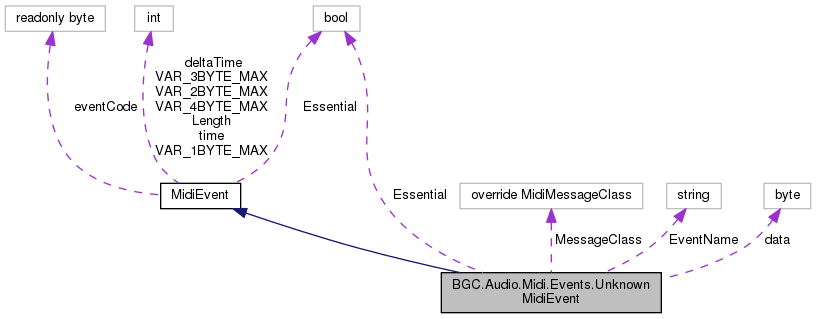 readonly byte
int
bool
deltaTime
VAR_3BYTE_MAX
VAR_2BYTE_MAX
VAR_4BYTE_MAX
Length
time
VAR_1BYTE_MAX
eventCode
Essential
MidiEvent
Essential
override MidiMessageClass
string
byte
MessageClass
EventName
data
BGC.Audio.Midi.Events.Unknown
MidiEvent